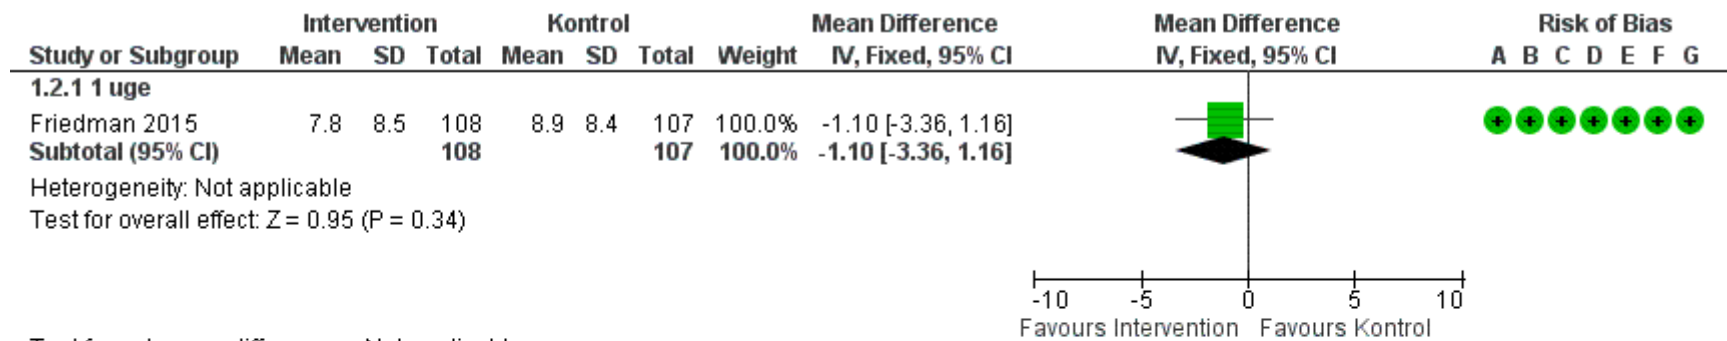 Intervention Kontrol Mean Difference Mean Difference Risk of Bias
Study or Subgroup Mean SD Total Mean SD Total Weight IV, Fixed, 95% CI IV, Fixed, 95% CI A B C D E F G
1.2.1 1 uge
Friedman 2015 7.8 8.5 108 8.9 8.4 107 100.0% -1.10 [-3.36, 1.16] + + + + + + +
Subtotal (95% CI) 108 107 100.0% -1.10 [-3.36, 1.16]
Heterogeneity: Not applicable
Test for overall effect: Z = 0.95 (P = 0.34)
-10 -5 0 5 10
Favours Intervention Favours Kontrol